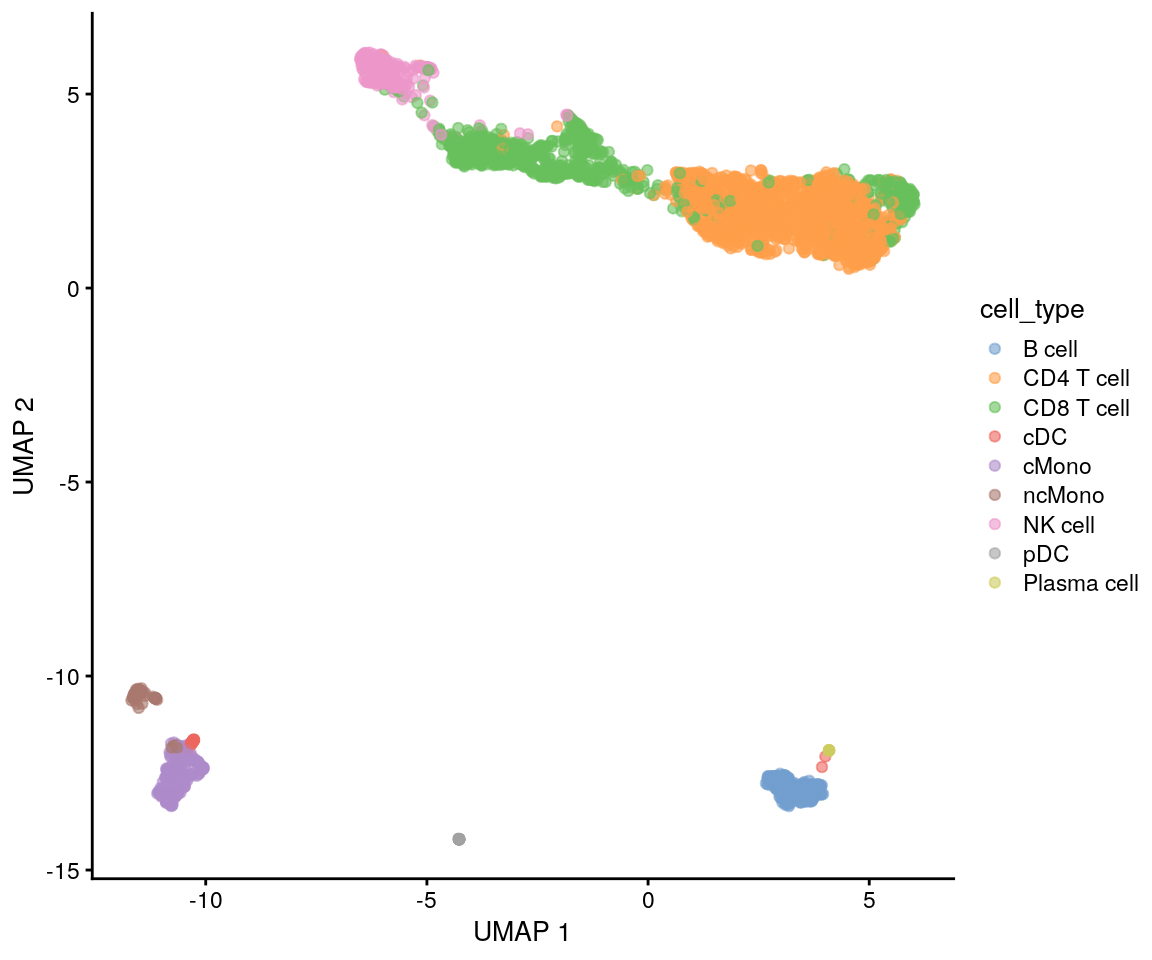 5
0
-5
-10
-15
UMAP 2
-10
-5
0
5
UMAP 1
cell_type
B cell
CD4 T cell
CD8 T cell
cDC
cMono
ncMono
NK cell
pDC
Plasma cell